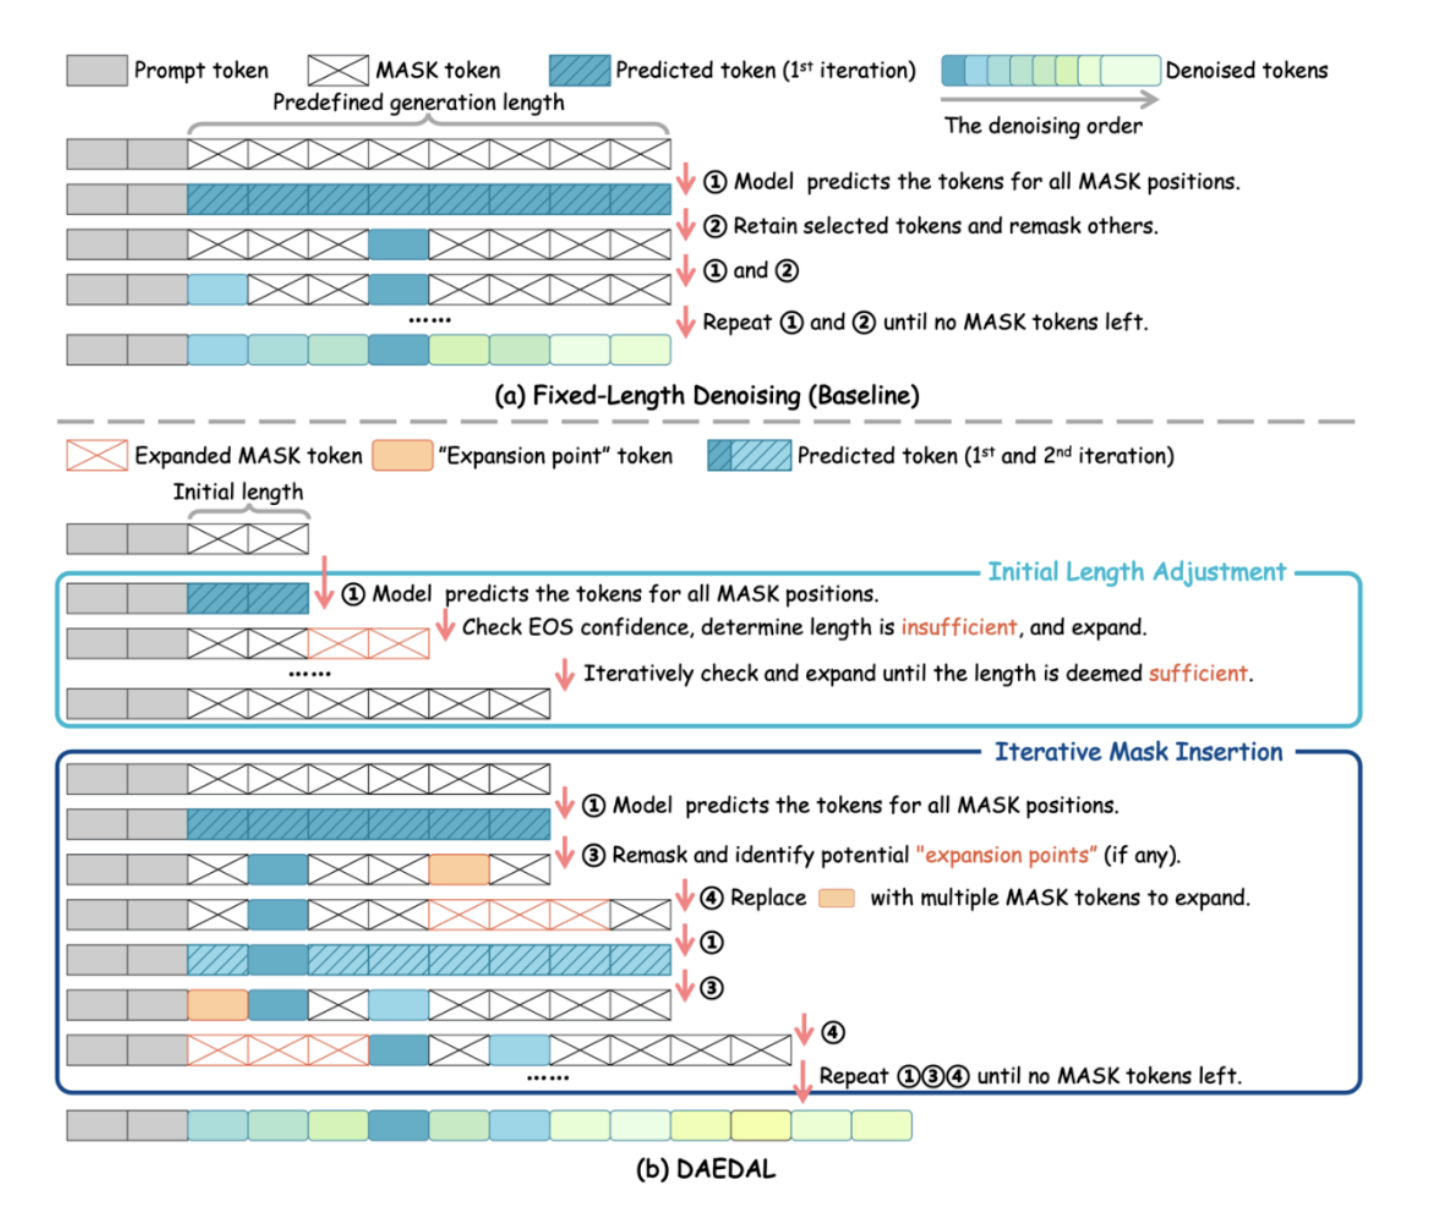 Prompt token
MASK token
Predicted token (1st iteration)
Denoised tokens
Predefined generation length
The denoising order
① Model predicts the tokens for all MASK positions.
② Retain selected tokens and remask others.
① and ②
......
Repeat ① and ② until no MASK tokens left.
(a) Fixed-Length Denoising (Baseline)
Expanded MASK token
"Expansion point" token
Predicted token (1st and 2nd iteration)
Initial length
Initial Length Adjustment
① Model predicts the tokens for all MASK positions.
Check EOS confidence, determine length is insufficient, and expand.
......
Iteratively check and expand until the length is deemed sufficient.
Iterative Mask Insertion
① Model predicts the tokens for all MASK positions.
③ Remask and identify potential "expansion points" (if any).
④ Replace with multiple MASK tokens to expand.
①
③
④
......
Repeat ①③④ until no MASK tokens left.
(b) DAEDAL